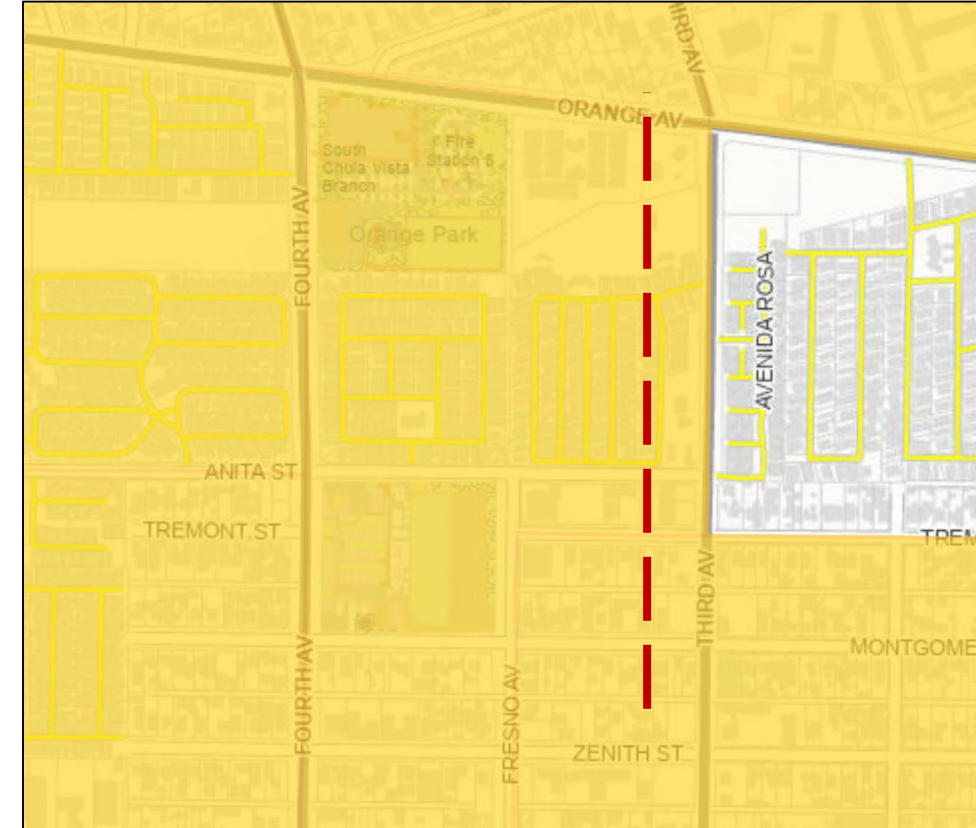 HIRD AV
ORANGE AV
South
Chula Vista
Branch
Fire
Station 5
Orange Park
FOURTH AV
AVENIDA ROSA
ANITA ST
TREMONT ST
TREM
THIRD AV
MONTGOME
FOURTH AV
FRESNO AV
ZENITH ST